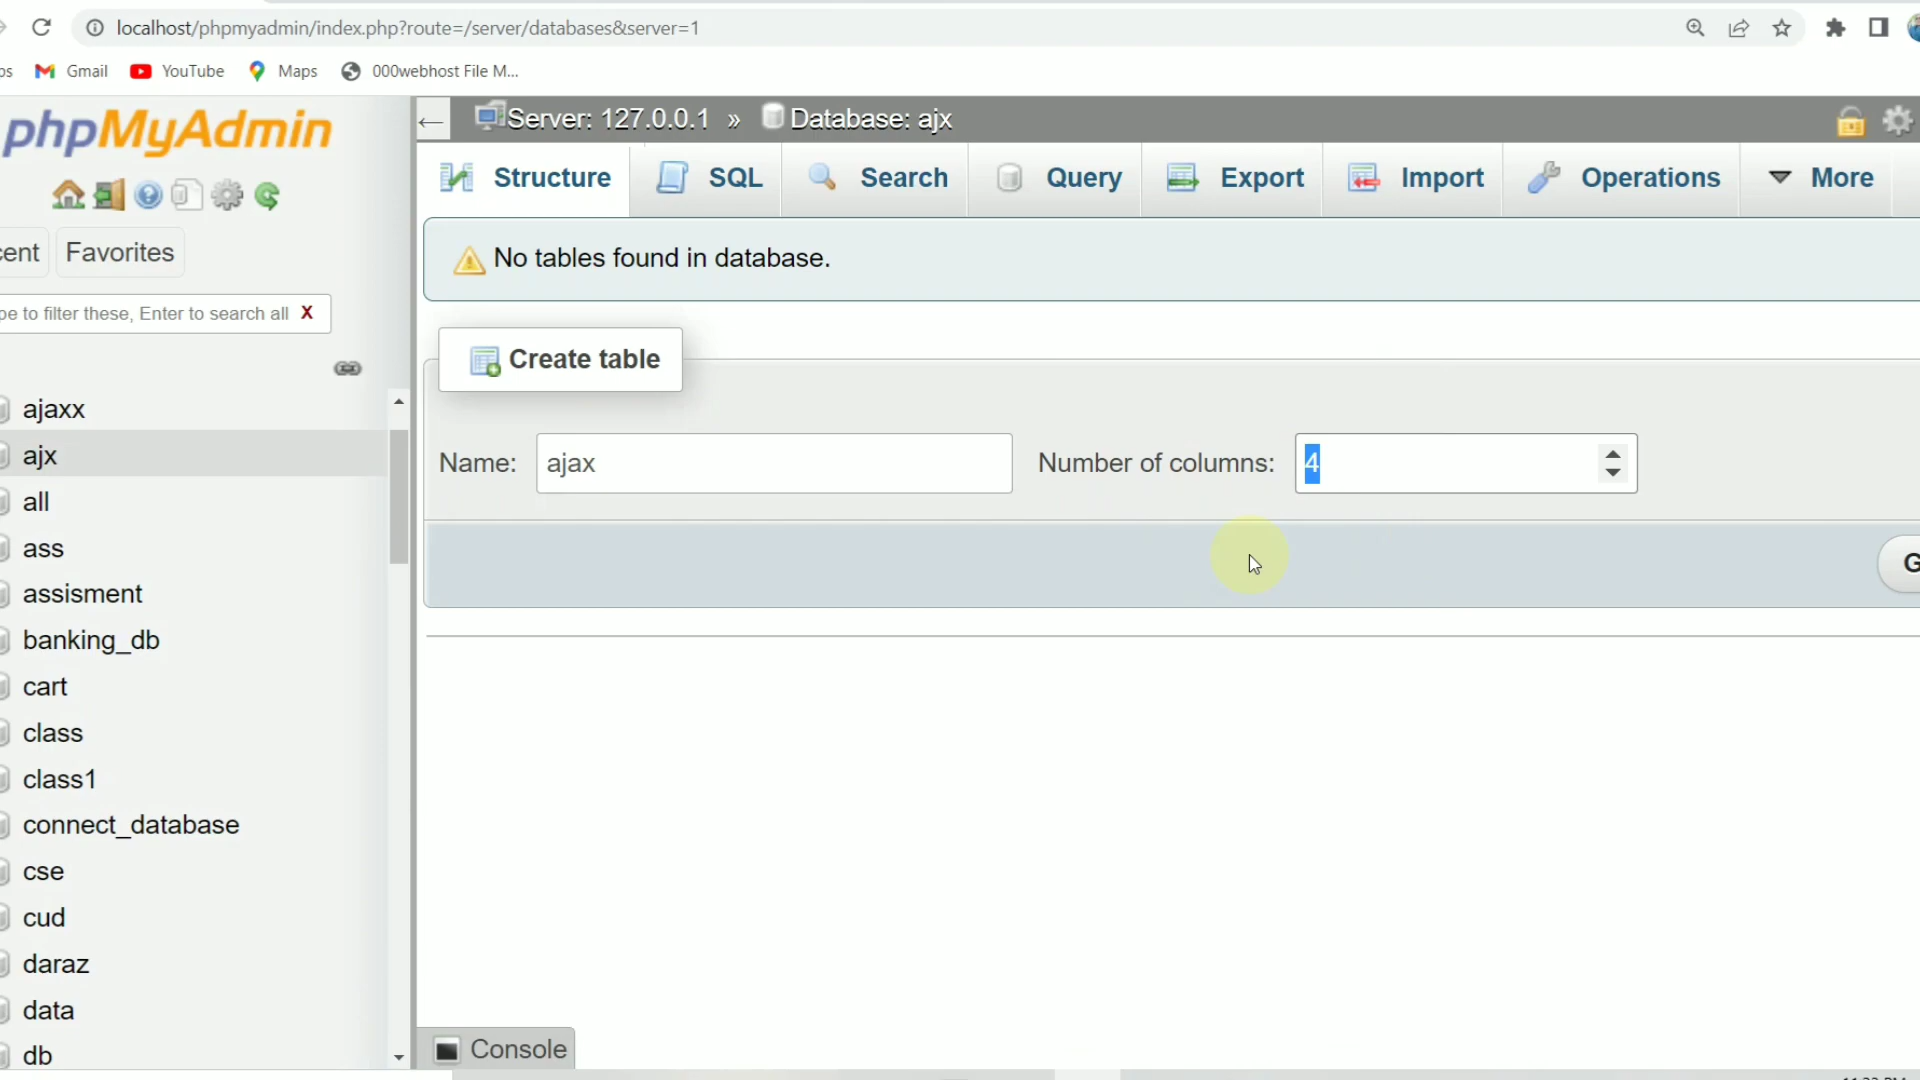 localhost/phpmyadmin/index.php?route=/server/databases&server=1
Gmail YouTube Maps 000webhost File M...
phpMyAdmin
Server: 127.0.0.1 » Database: ajx
Structure SQL Search Query Export Import Operations More
Favorites
No tables found in database.
to filter these, Enter to search all X
Create table
Name: ajax Number of columns: 4
G
ajaxx
ajx
all
ass
assisment
banking_db
cart
class
class1
connect_database
cse
cud
daraz
data
db
Console